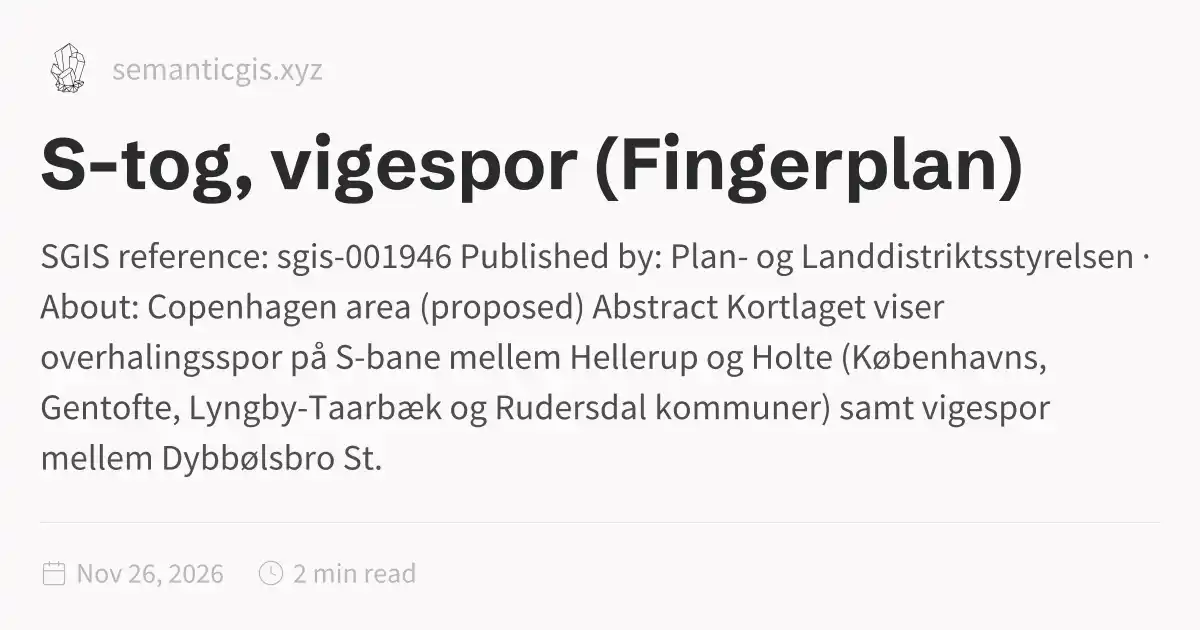 semanticgis.xyz
S-tog, vigespor (Fingerplan)
SGIS reference: sgis-001946 Published by: Plan- og Landdistriktsstyrelsen ·
About: Copenhagen area (proposed) Abstract Kortlaget viser
overhalingsspor på S-bane mellem Hellerup og Holte (Københavns,
Gentofte, Lyngby-Taarbæk og Rudersdal kommuner) samt vigespor
mellem Dybbølsbro St.
Nov 26, 2026 2 min read